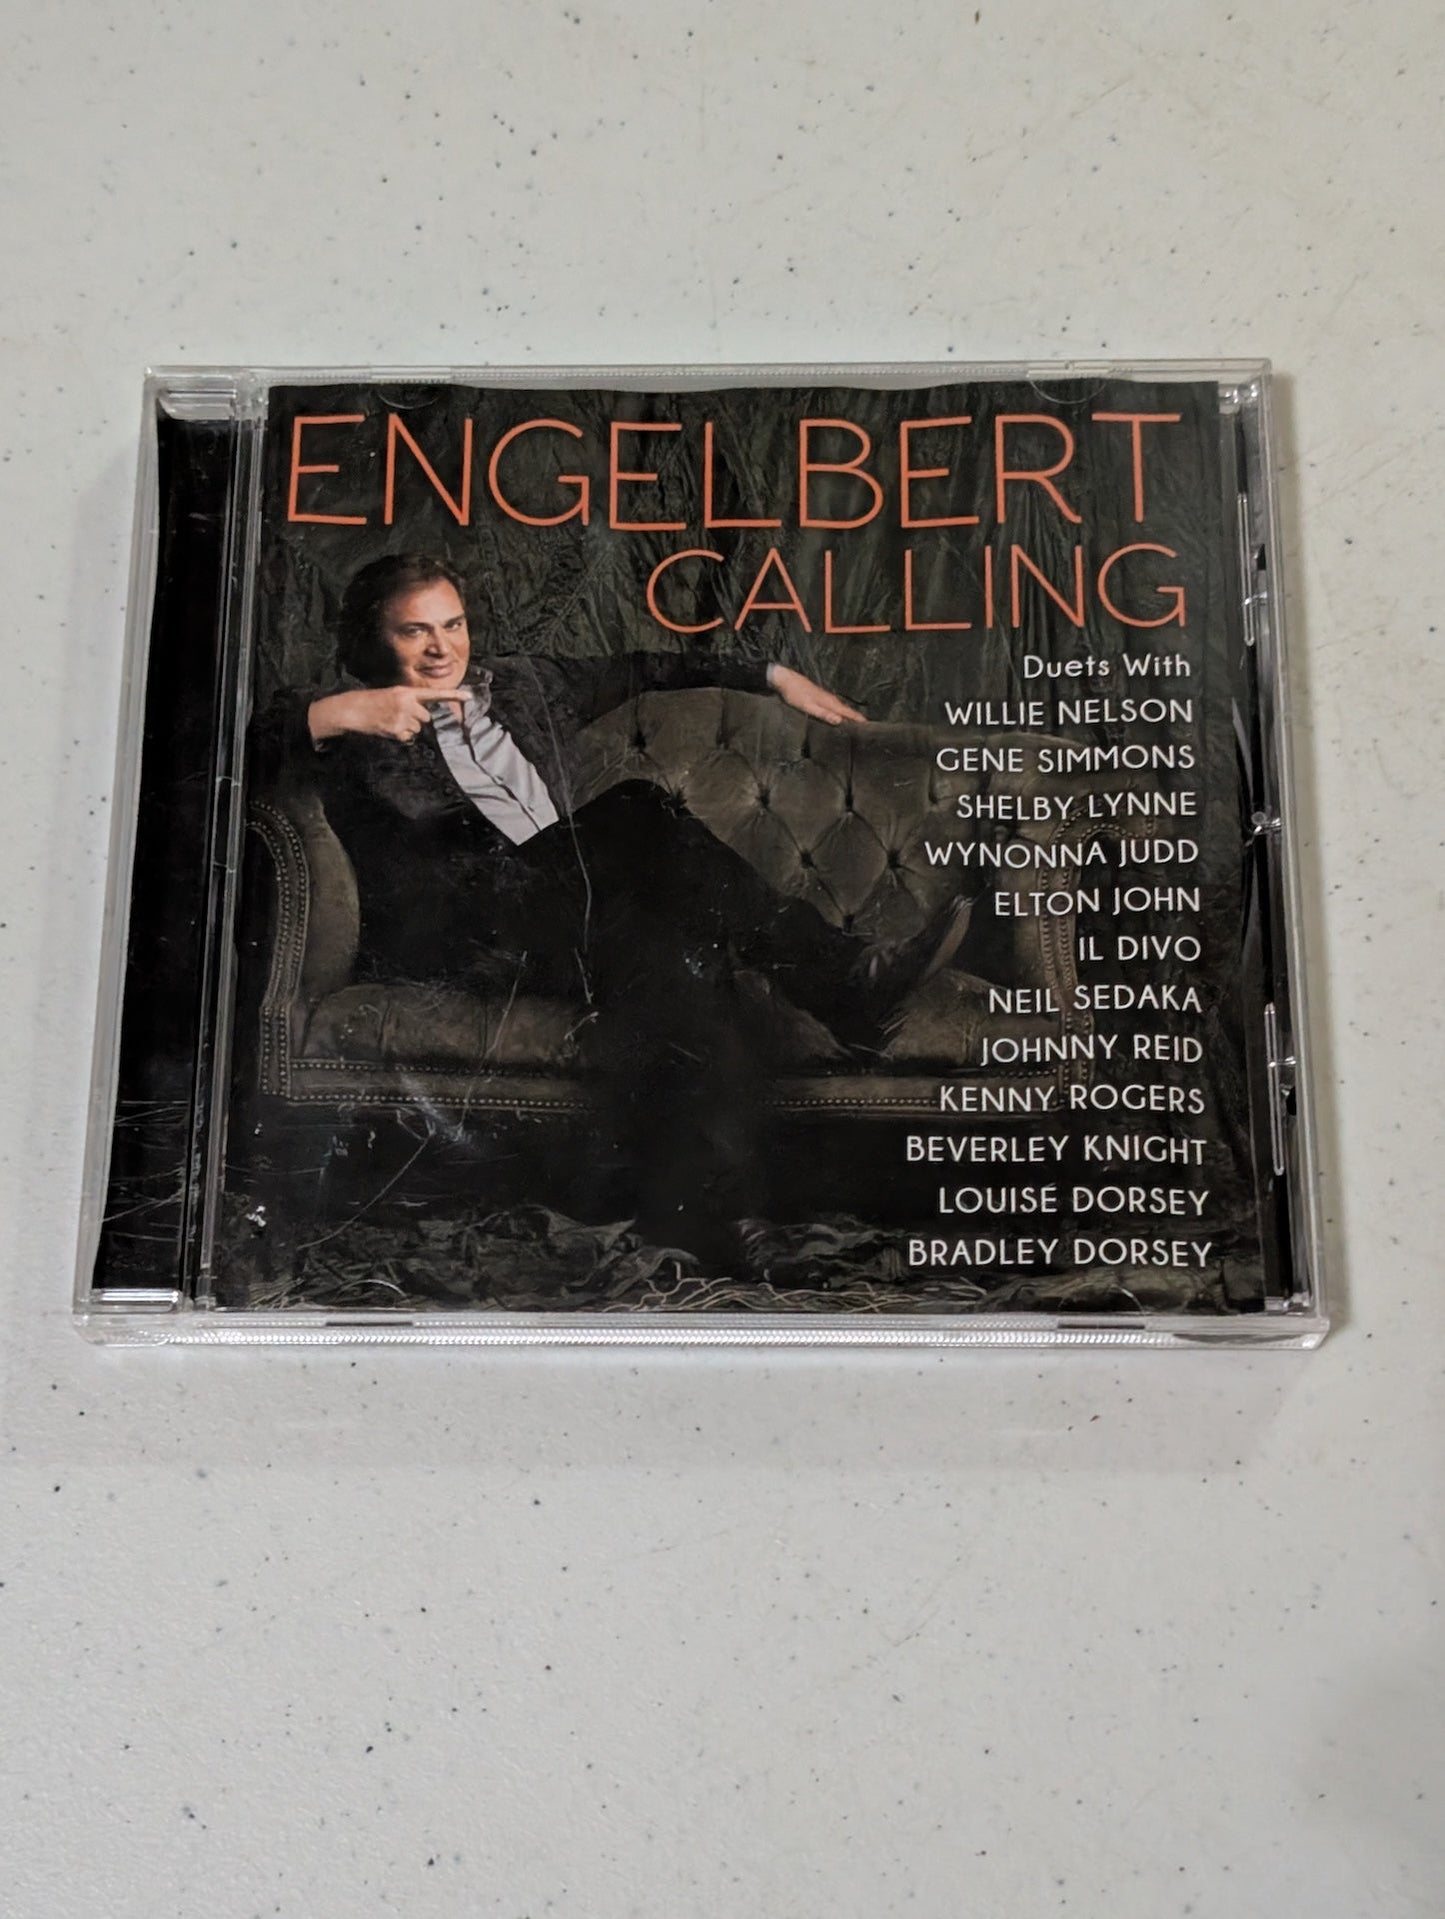 ENGELBERT
CALLING
Duets With
WILLIE NELSON
GENE SIMMONS
SHELBY LYNNE
WYNONNA JUDD
ELTON JOHN
IL DIVO
NEIL SEDAKA
JOHNNY REID
KENNY ROGERS
BEVERLEY KNIGHT
LOUISE DORSEY
BRADLEY DORSEY